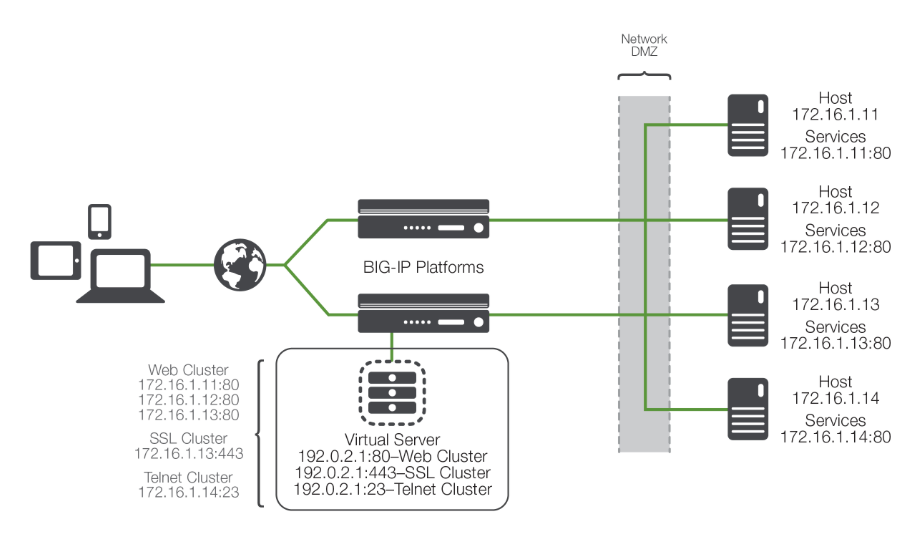 Network
DMZ
Host
172.16.1.11
Services
172.16.1.11:80
Host
172.16.1.12
Services
172.16.1.12:80
BIG-IP Platforms
Host
172.16.1.13
Services
172.16.1.13:80
Web Cluster
172.16.1.11:80
172.16.1.12:80
172.16.1.13:80
SSL Cluster
172.16.1.13:443
Telnet Cluster
172.16.1.14:23
Virtual Server
192.0.2.1:80–Web Cluster
192.0.2.1:443–SSL Cluster
192.0.2.1:23–Telnet Cluster
Host
172.16.1.14
Services
172.16.1.14:80